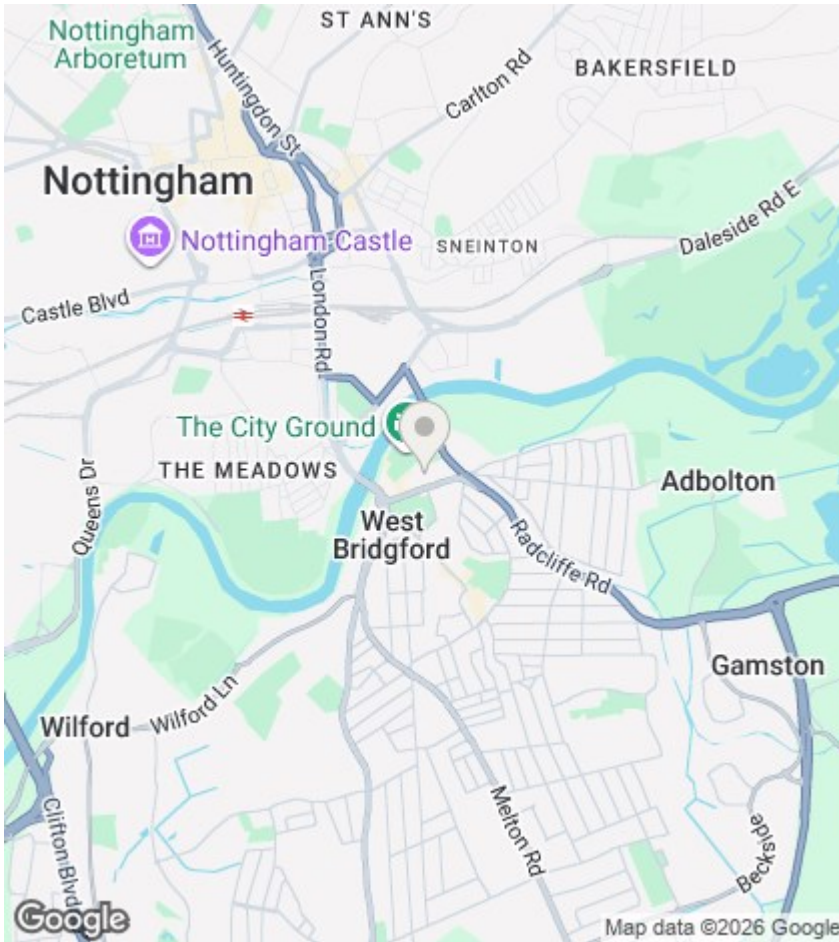 Nottingham
Arboretum
ST ANN'S
Huntingdon St
Carlton Rd
BAKERSFIELD
Nottingham
Nottingham Castle
SNEINTON
Daleside Rd E
Castle Blvd
London Rd
The City Ground
THE MEADOWS
Queens Dr
Adbolton
West
Bridgford
Radcliffe Rd
Gamston
Wilford
Wilford Ln
Clifton Blvd
Melton Rd
Beckside
Google
Map data ©2026 Google